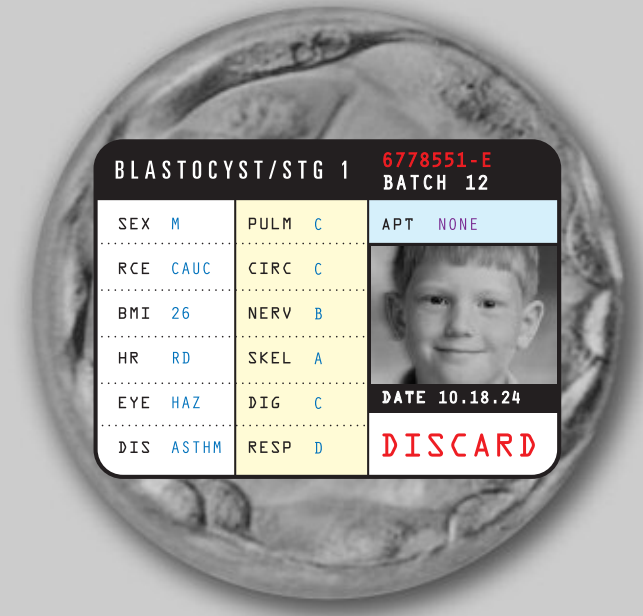 BLASTOCYST/STG 1
6778551-E
BATCH 12
SEX M
RCE CAUC
BMI 26
HR RD
EYE HAZ
DIS ASTHM
PULM C
CIRC C
NERV B
SKEL A
DIG C
RESP D
APT NONE
DATE 10.18.24
DISCARD